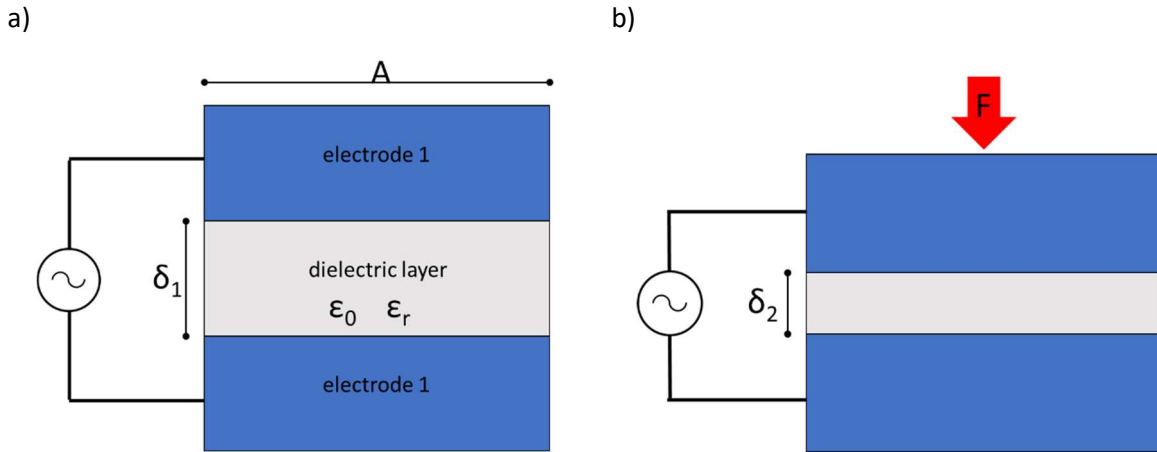 a)
b)
A
F
electrode 1
δ1
dielectric layer
ε0 εr
δ2
electrode 1